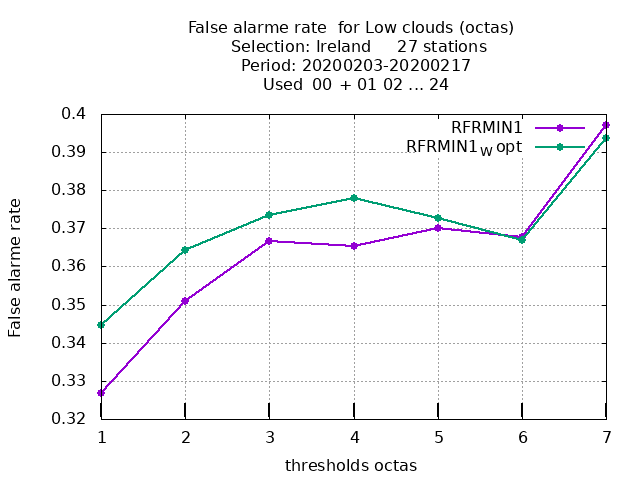 False alarme rate  for Low clouds (octas)
Selection: Ireland     27 stations
Period: 20200203-20200217
Used  00 + 01 02 ... 24
RFRMIN1
RFRMIN1W opt
False alarme rate
0.4
0.39
0.38
0.37
0.36
0.35
0.34
0.33
0.32
1 2 3 4 5 6 7
thresholds octas